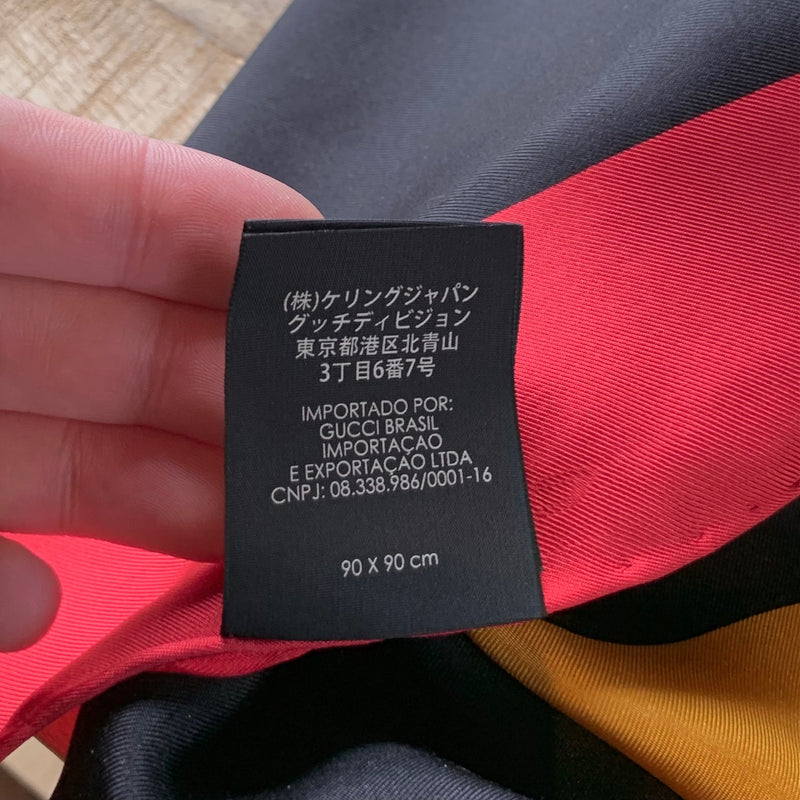 (株)ケリングジャパン
グッチディビジョン
東京都港区北青山
3丁目6番7号
IMPORTADO POR:
GUCCI BRASIL
IMPORTAÇAO
E EXPORTAÇÃO LTDA
CNPJ: 08.338.986/0001-16
90 X 90 cm